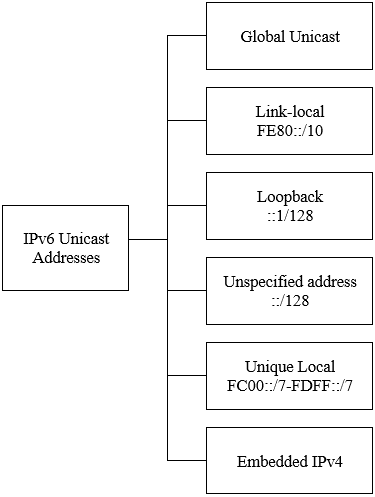 Global Unicast
Link-local
FE80::/10
Loopback
::1/128
IPv6 Unicast
Addresses
Unspecified address
::/128
Unique Local
FC00::/7-FDFF::/7
Embedded IPv4